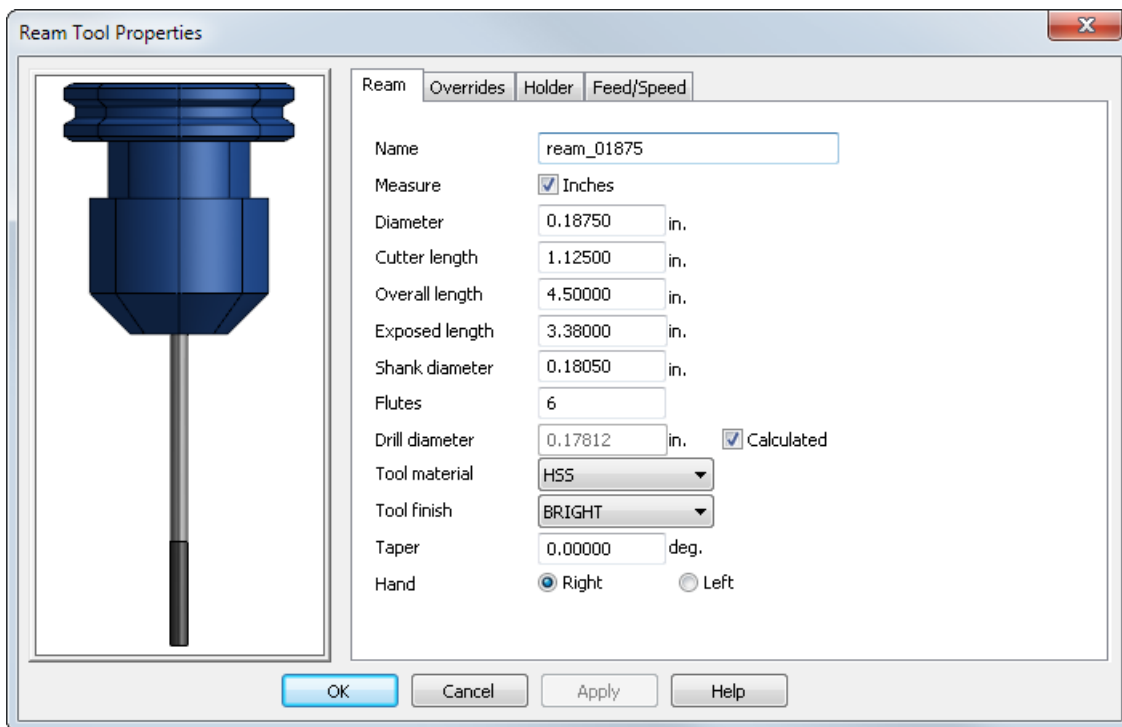 Ream Tool Properties
Ream Overrides Holder Feed/Speed
Name ream_01875
Measure Inches
Diameter 0.18750 in.
Cutter length 1.12500 in.
Overall length 4.50000 in.
Exposed length 3.38000 in.
Shank diameter 0.18050 in.
Flutes 6
Drill diameter 0.17812 in. Calculated
Tool material HSS
Tool finish BRIGHT
Taper 0.00000 deg.
Hand Right Left
OK Cancel Apply Help